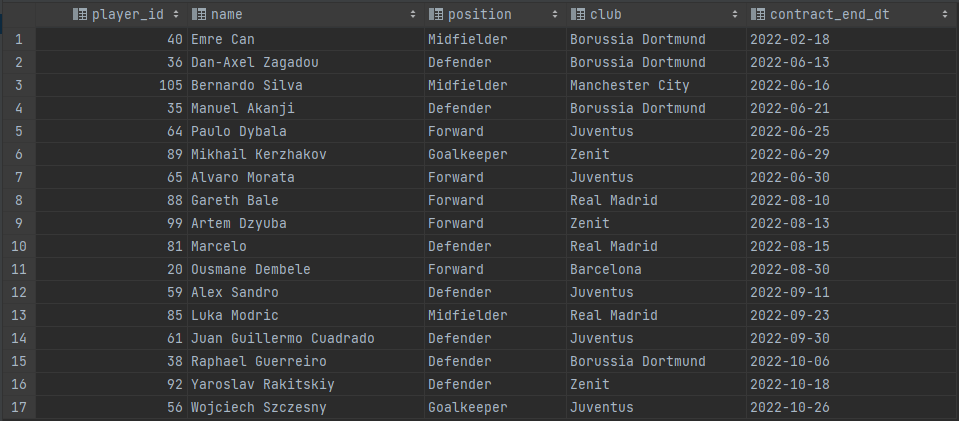 player_id name position club contract_end_dt
1 40 Emre Can Midfielder Borussia Dortmund 2022-02-18
2 36 Dan-Axel Zagadou Defender Borussia Dortmund 2022-06-13
3 105 Bernardo Silva Midfielder Manchester City 2022-06-16
4 35 Manuel Akanji Defender Borussia Dortmund 2022-06-21
5 64 Paulo Dybala Forward Juventus 2022-06-25
6 89 Mikhail Kerzhakov Goalkeeper Zenit 2022-06-29
7 65 Alvaro Morata Forward Juventus 2022-06-30
8 88 Gareth Bale Forward Real Madrid 2022-08-10
9 99 Artem Dzyuba Forward Zenit 2022-08-13
10 81 Marcelo Defender Real Madrid 2022-08-15
11 20 Ousmane Dembele Forward Barcelona 2022-08-30
12 59 Alex Sandro Defender Juventus 2022-09-11
13 85 Luka Modric Midfielder Real Madrid 2022-09-23
14 61 Juan Guillermo Cuadrado Defender Juventus 2022-09-30
15 38 Raphael Guerreiro Defender Borussia Dortmund 2022-10-06
16 92 Yaroslav Rakitskiy Defender Zenit 2022-10-18
17 56 Wojciech Szczesny Goalkeeper Juventus 2022-10-26